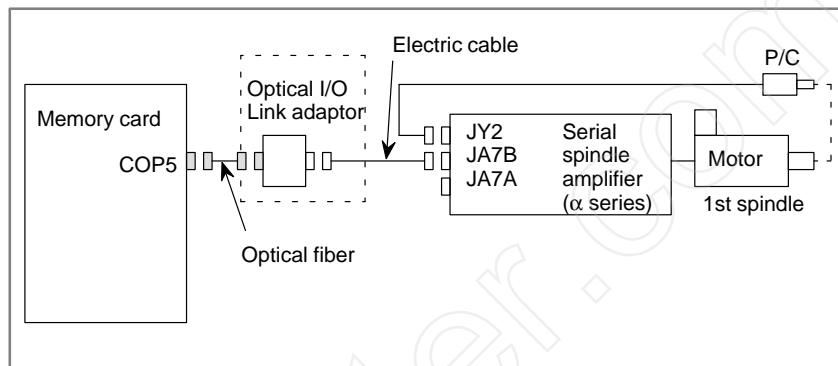 Electric cable
P/C
Optical I/O
Link adaptor
Memory card
COP5
JY2
JA7B
JA7A
Serial
spindle
amplifier
(α series)
Motor
1st spindle
Optical fiber